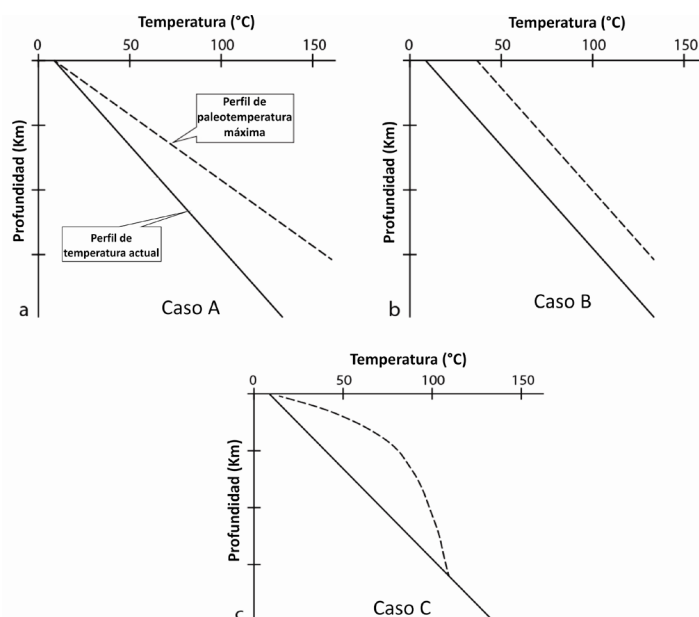 Temperatura (°C)
0 50 100 150
Perfil de
paleotemperatura
máxima
Perfil de
temperatura actual
Profundidad (Km)
a
Caso A
Temperatura (°C)
0 50 100 150
Profundidad (Km)
b
Caso B
Temperatura (°C)
0 50 100 150
Profundidad (Km)
c
Caso C